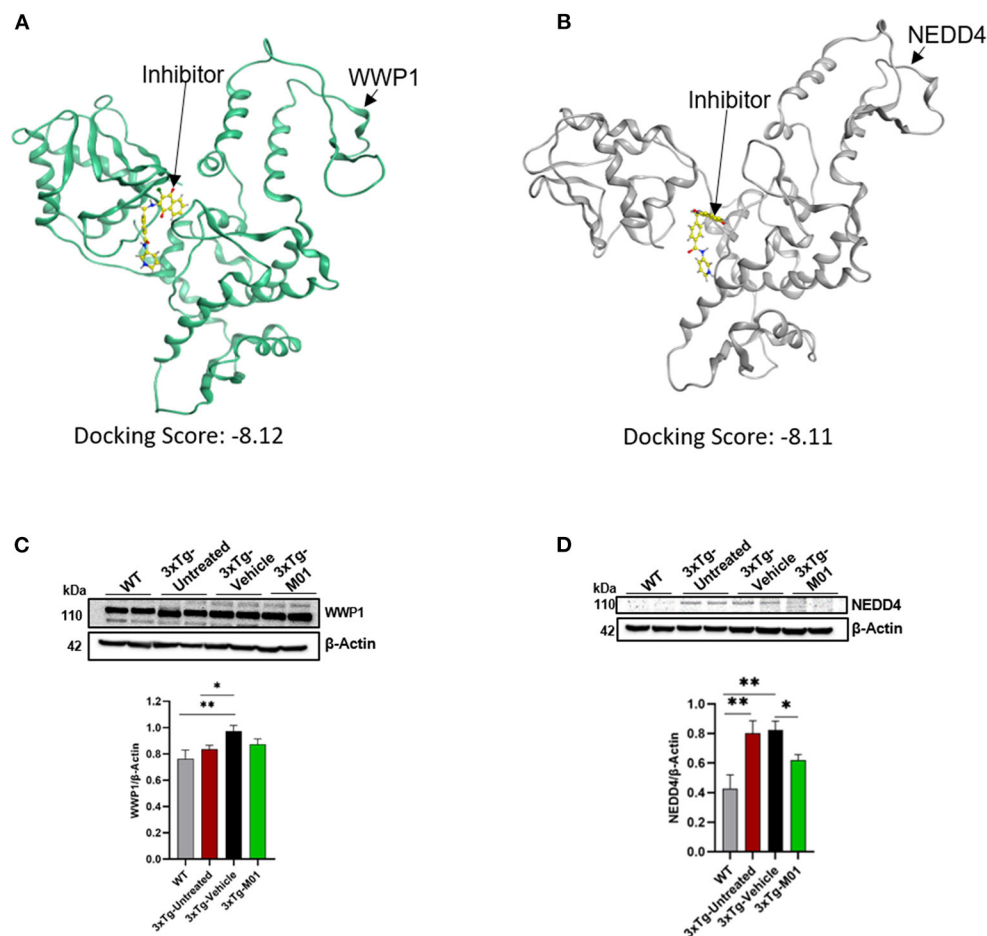 A
Inhibitor
WWP1
Docking Score: -8.12
B
NEDD4
Inhibitor
Docking Score: -8.11
C
kDa
WT
3xTg-
Untreated
3xTg-
Vehicle
3xTg-
M01
110
WWP1
42
β-Actin
*
**
WWP1/β-Actin
1.2
1.0
0.8
0.6
0.4
0.2
0.0
WT
3xTg-Untreated
3xTg-Vehicle
3xTg-M01
D
kDa
WT
3xTg-
Untreated
3xTg-
Vehicle
3xTg-
M01
110
NEDD4
42
β-Actin
**
**
*
NEDD4/β-Actin
1.0
0.8
0.6
0.4
0.2
0.0
WT
3xTg-Untreated
3xTg-Vehicle
3xTg-M01